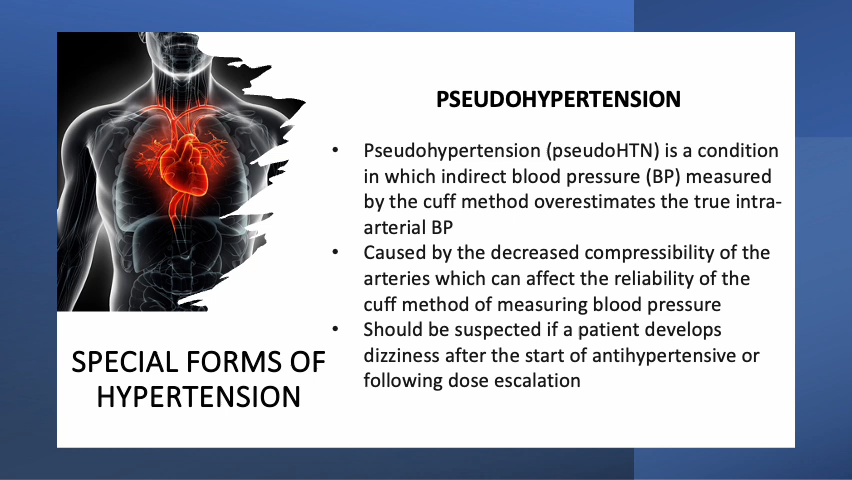 PSEUDOHYPERTENSION
• Pseudohypertension (pseudoHTN) is a condition
in which indirect blood pressure (BP) measured
by the cuff method overestimates the true intra-
arterial BP
• Caused by the decreased compressibility of the
arteries which can affect the reliability of the
cuff method of measuring blood pressure
• Should be suspected if a patient develops
dizziness after the start of antihypertensive or
following dose escalation
SPECIAL FORMS OF
HYPERTENSION